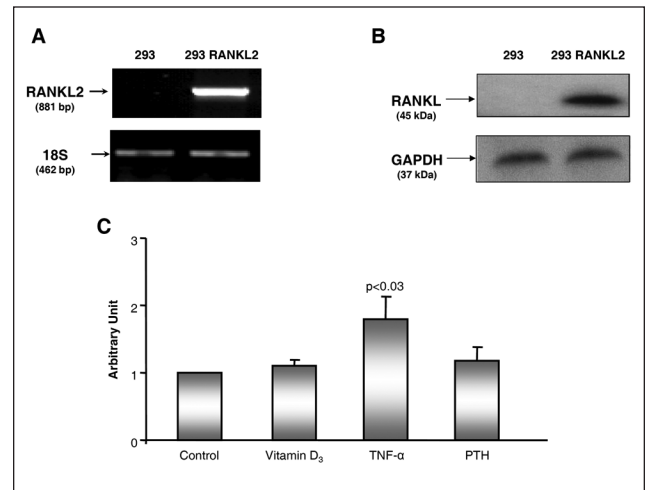 A
293 293 RANKL2
RANKL2
(881 bp)
18S
(462 bp)
B
293 293 RANKL2
RANKL
(45 kDa)
GAPDH
(37 kDa)
C
Arbitrary Unit
3
2
1
0
p<0.03
Control Vitamin D₃ TNF-α PTH